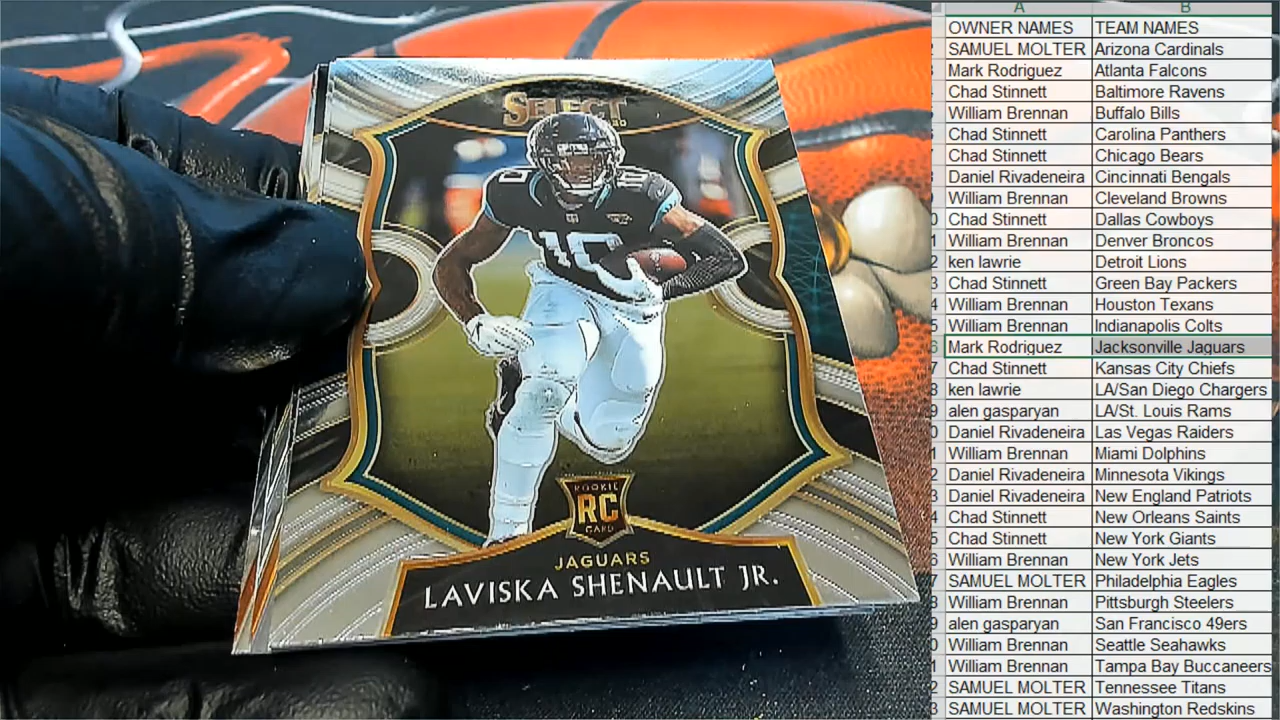 SELECT
20
10
10
10
ROOKIE
RC
CARD
JAGUARS
LAVISKA SHENAULT JR.
A B
OWNER NAMES TEAM NAMES
SAMUEL MOLTER Arizona Cardinals
Mark Rodriguez Atlanta Falcons
Chad Stinnett Baltimore Ravens
William Brennan Buffalo Bills
Chad Stinnett Carolina Panthers
Chad Stinnett Chicago Bears
Daniel Rivadeneira Cincinnati Bengals
William Brennan Cleveland Browns
Chad Stinnett Dallas Cowboys
William Brennan Denver Broncos
ken lawrie Detroit Lions
Chad Stinnett Green Bay Packers
William Brennan Houston Texans
William Brennan Indianapolis Colts
Mark Rodriguez Jacksonville Jaguars
Chad Stinnett Kansas City Chiefs
ken lawrie LA/San Diego Chargers
alen gasparyan LA/St. Louis Rams
Daniel Rivadeneira Las Vegas Raiders
William Brennan Miami Dolphins
Daniel Rivadeneira Minnesota Vikings
Daniel Rivadeneira New England Patriots
Chad Stinnett New Orleans Saints
Chad Stinnett New York Giants
William Brennan New York Jets
SAMUEL MOLTER Philadelphia Eagles
William Brennan Pittsburgh Steelers
alen gasparyan San Francisco 49ers
William Brennan Seattle Seahawks
William Brennan Tampa Bay Buccaneers
SAMUEL MOLTER Tennessee Titans
SAMUEL MOLTER Washington Redskins